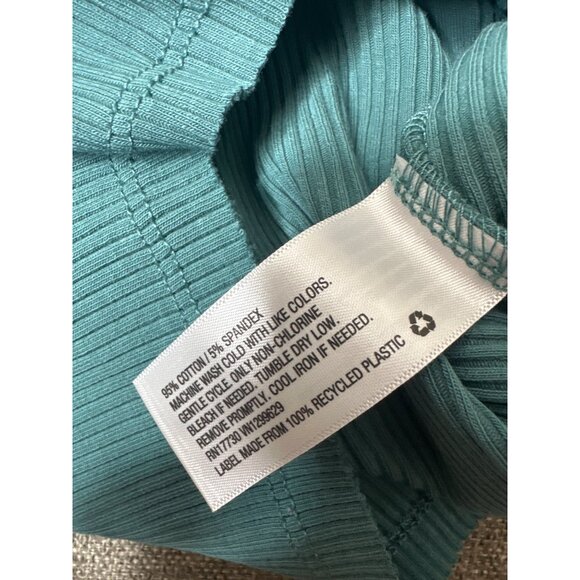 95% COTTON / 5% SPANDEX
MACHINE WASH COLD WITH LIKE COLORS.
GENTLE CYCLE. ONLY NON-CHLORINE
BLEACH IF NEEDED. TUMBLE DRY LOW.
REMOVE PROMPTLY. COOL IRON IF NEEDED.
RN17730 VN1299629
LABEL MADE FROM 100% RECYCLED PLASTIC